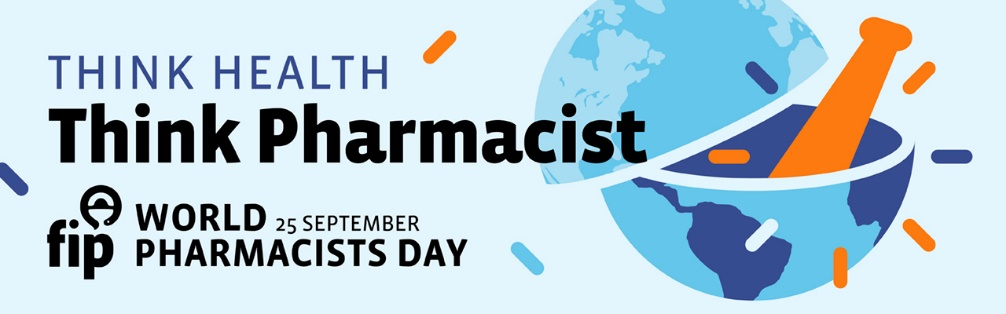 THINK HEALTH
Think Pharmacist
fip
WORLD 25 SEPTEMBER
PHARMACISTS DAY